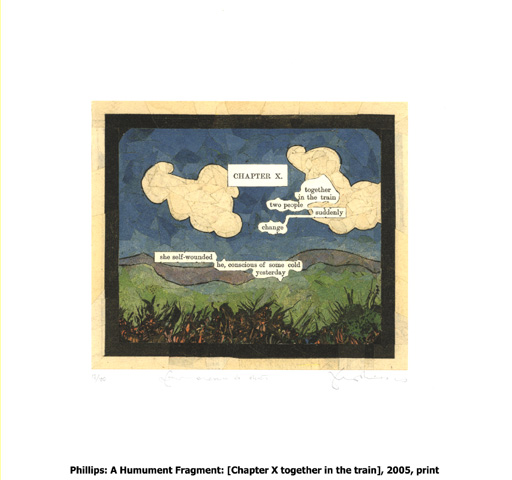 CHAPTER X.
together
in the train
two people
suddenly
change
she self-wounded
he, conscious of some cold
yesterday
Phillips: A Humument Fragment: [Chapter X together in the train], 2005, print